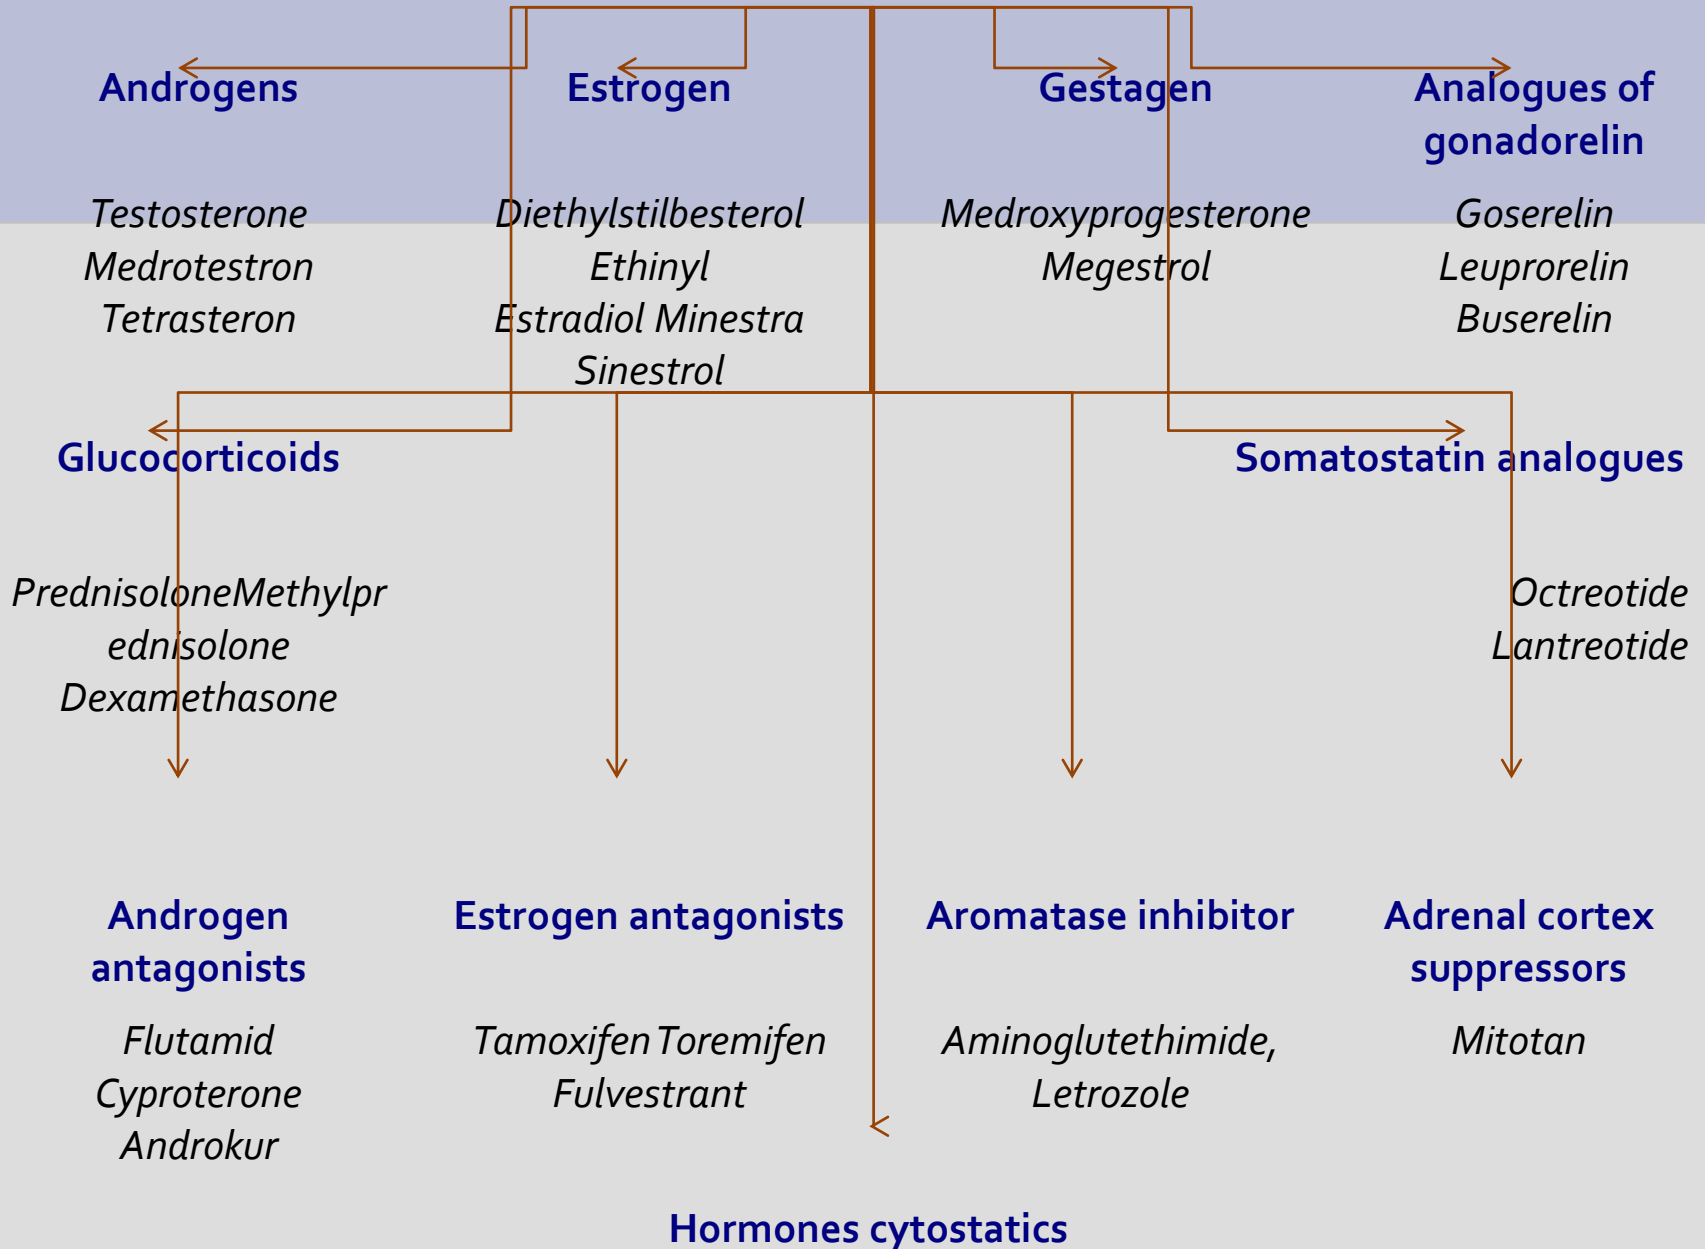 Androgens
Estrogen
Gestagen
Analogues of
gonadorelin
Testosterone
Medrotestron
Tetrasteron
Diethylstilbesterol
Ethinyl
Estradiol Minestra
Sinestrol
Medroxyprogesterone
Megestrol
Goserelin
Leuprorelin
Buserelin
Glucocorticoids
Somatostatin analogues
PrednisoloneMethylpr
ednisolone
Dexamethasone
Octreotide
Lantreotide
Androgen
antagonists
Estrogen antagonists
Aromatase inhibitor
Adrenal cortex
suppressors
Flutamid
Cyproterone
Androkur
Tamoxifen Toremifen
Fulvestrant
Aminoglutethimide,
Letrozole
Mitotan
Hormones cytostatics